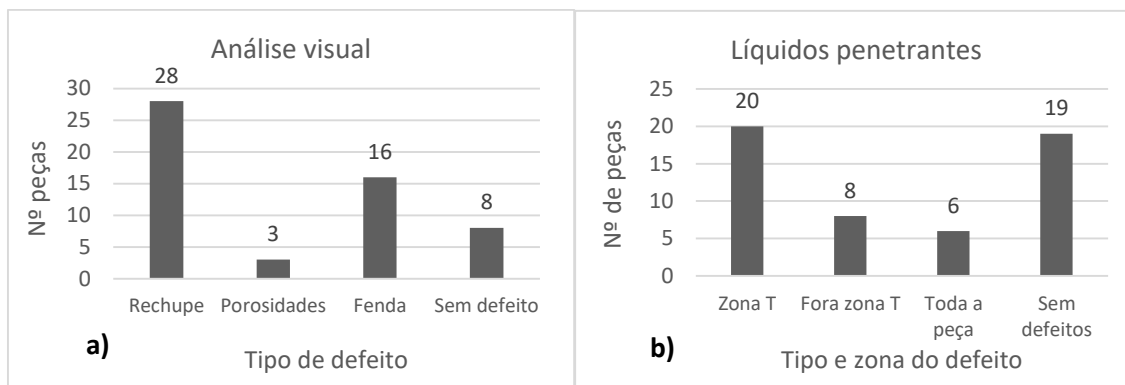 Análise visual
28
3
16
8
30
25
20
15
10
5
0
Nº peças
Rechupe Porosidades Fenda Sem defeito
Tipo de defeito
a)
Líquidos penetrantes
20
8
6
19
25
20
15
10
5
0
Nº de peças
Zona T Fora zona T Toda a peça Sem defeitos
Tipo e zona do defeito
b)